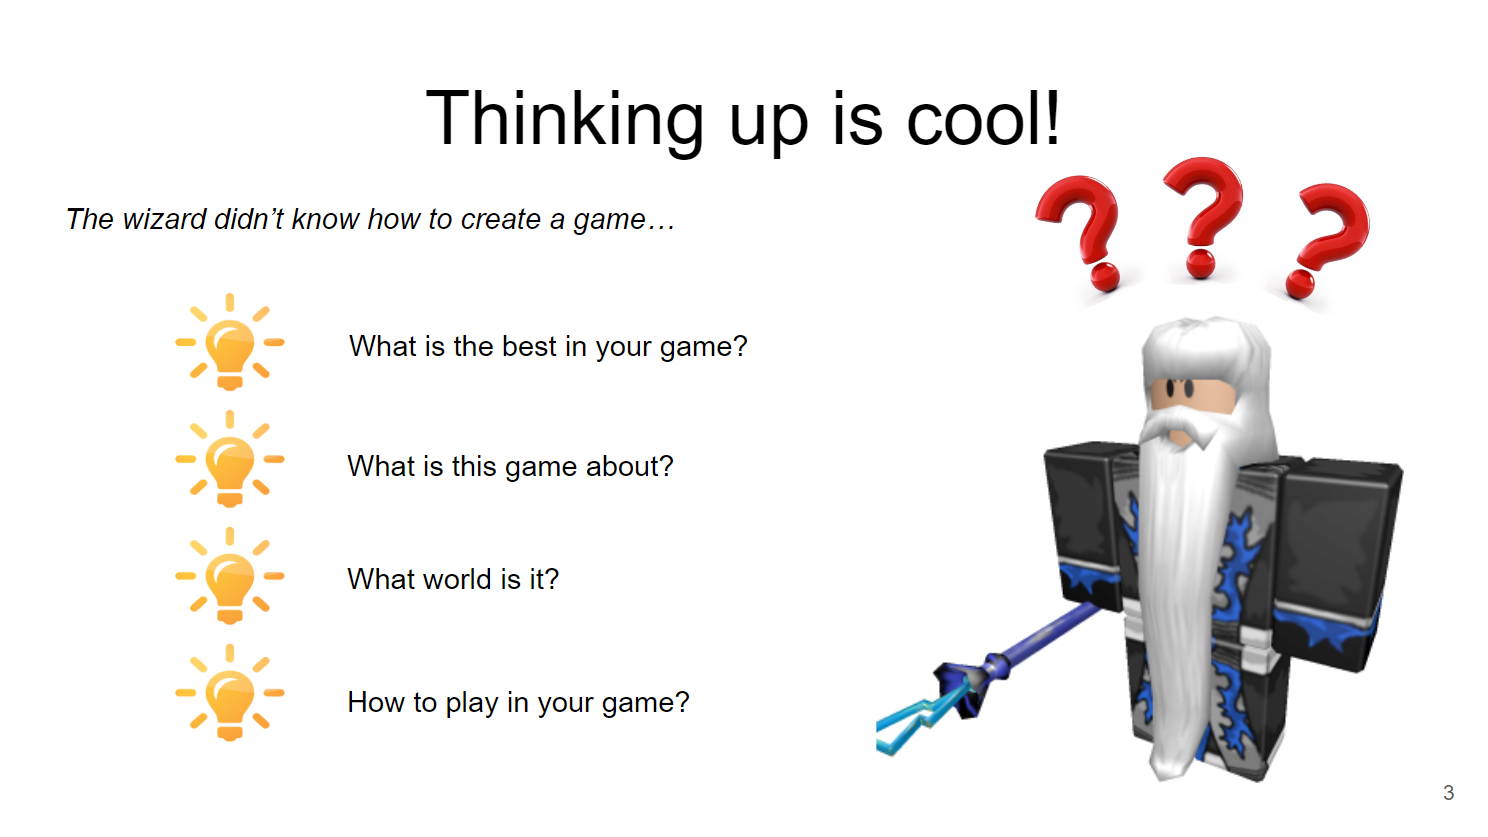 Thinking up is cool!
The wizard didn’t know how to create a game…
What is the best in your game?
What is this game about?
What world is it?
How to play in your game?
???
3